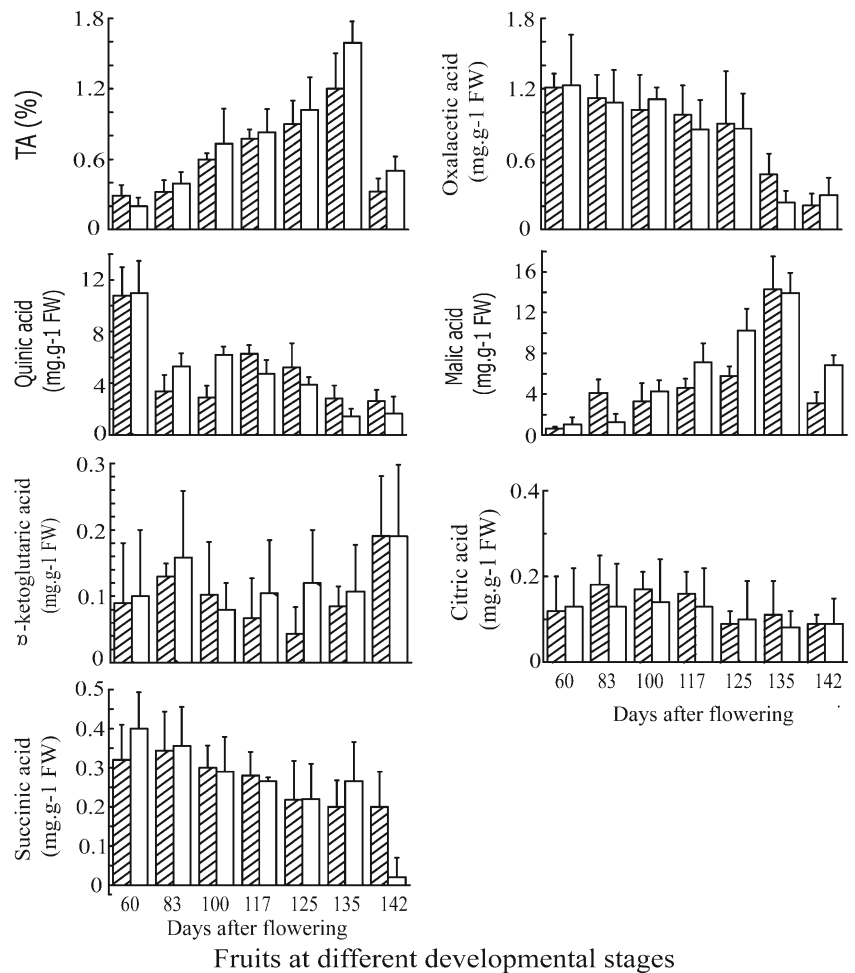 1.8
1.2
0.6
0
TA (%)
1.8
1.2
0.6
0
Oxalacetic acid
(mg.g-1 FW)
12
8
4
0
Quinic acid
(mg.g-1 FW)
16
12
8
4
0
Malic acid
(mg.g-1 FW)
0.3
0.2
0.1
0
-ketoglutaric acid
(mg.g-1 FW)
0.4
0.2
0
Citric acid
(mg.g-1 FW)
60 83 100 117 125 135 142
Days after flowering
0.5
0.4
0.3
0.2
0.1
0
Succinic acid
(mg.g-1 FW)
60 83 100 117 125 135 142
Days after flowering
Fruits at different developmental stages